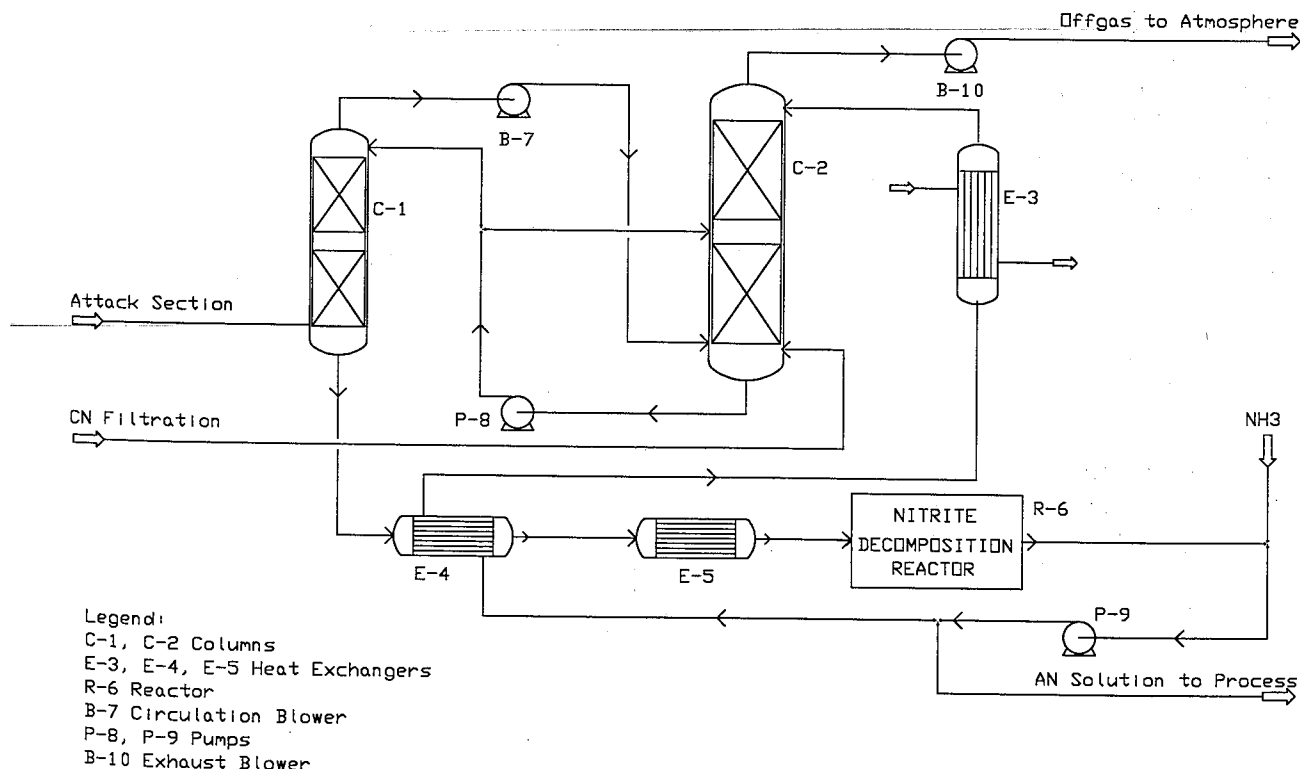 Offgas to Atmosphere
B-10
B-7
C-2
E-3
C-1
Attack Section
P-8
CN Filtration
NH3
R-6
NITRITE
DECOMPOSITION
REACTOR
E-4
E-5
P-9
AN Solution to Process
Legend:
C-1, C-2 Columns
E-3, E-4, E-5 Heat Exchangers
R-6 Reactor
B-7 Circulation Blower
P-8, P-9 Pumps
B-10 Exhaust Blower